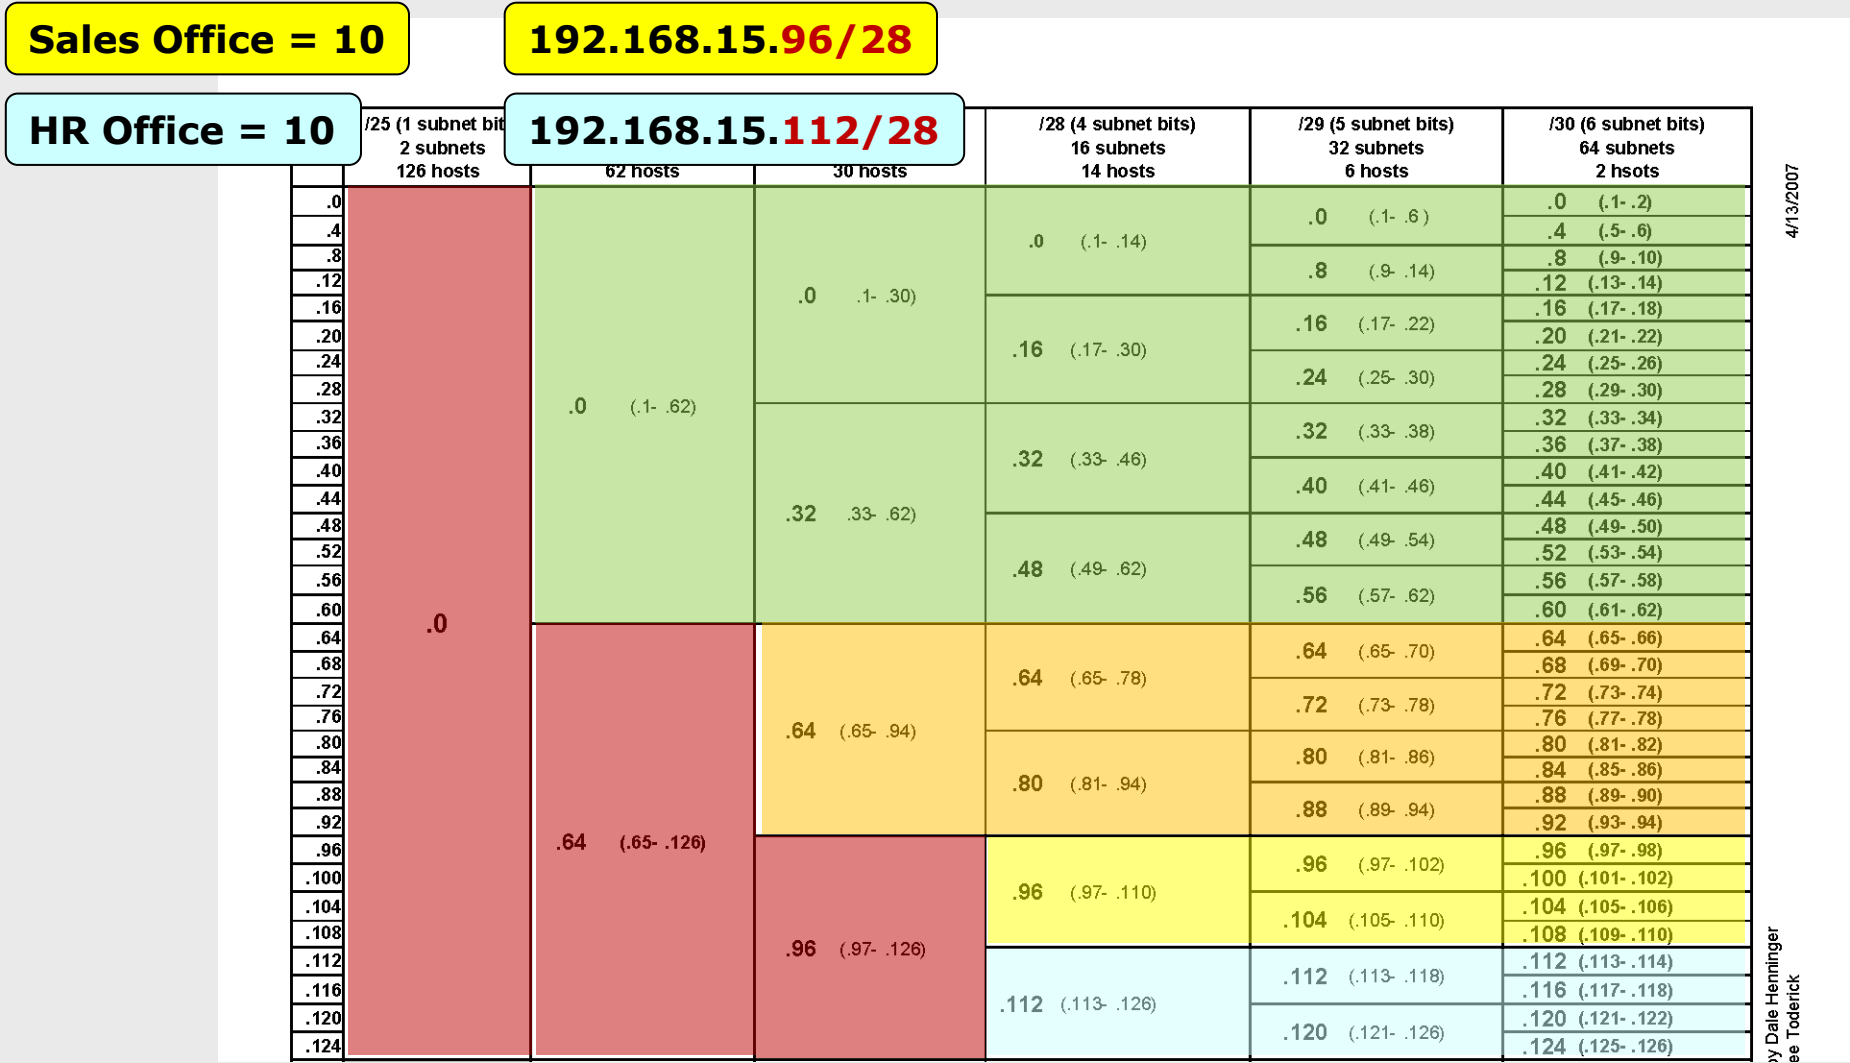 Sales Office = 10
192.168.15.96/28
HR Office = 10
192.168.15.112/28
/25 (1 subnet bit
2 subnets
126 hosts
62 hosts
30 hosts
/28 (4 subnet bits)
16 subnets
14 hosts
/29 (5 subnet bits)
32 subnets
6 hosts
/30 (6 subnet bits)
64 subnets
2 hsots
.0
.4
.8
.12
.16
.20
.24
.28
.32
.36
.40
.44
.48
.52
.56
.60
.64
.68
.72
.76
.80
.84
.88
.92
.96
.100
.104
.108
.112
.116
.120
.124
.0
.0 (.1- .62)
.64 (.65- .126)
.0 .1- .30)
.32 .33- .62)
.64 (.65- .94)
.96 (.97- .126)
.0 (.1- .14)
.16 (.17- .30)
.32 (.33- .46)
.48 (.49- .62)
.64 (.65- .78)
.80 (.81- .94)
.96 (.97- .110)
.112 (.113- .126)
.0 (.1- .6 )
.8 (.9- .14)
.16 (.17- .22)
.24 (.25- .30)
.32 (.33- .38)
.40 (.41- .46)
.48 (.49- .54)
.56 (.57- .62)
.64 (.65- .70)
.72 (.73- .78)
.80 (.81- .86)
.88 (.89- .94)
.96 (.97- .102)
.104 (.105- .110)
.112 (.113- .118)
.120 (.121- .126)
.0 (.1- .2)
.4 (.5- .6)
.8 (.9- .10)
.12 (.13- .14)
.16 (.17- .18)
.20 (.21- .22)
.24 (.25- .26)
.28 (.29- .30)
.32 (.33- .34)
.36 (.37- .38)
.40 (.41- .42)
.44 (.45- .46)
.48 (.49- .50)
.52 (.53- .54)
.56 (.57- .58)
.60 (.61- .62)
.64 (.65- .66)
.68 (.69- .70)
.72 (.73- .74)
.76 (.77- .78)
.80 (.81- .82)
.84 (.85- .86)
.88 (.89- .90)
.92 (.93- .94)
.96 (.97- .98)
.100 (.101- .102)
.104 (.105- .106)
.108 (.109- .110)
.112 (.113- .114)
.116 (.117- .118)
.120 (.121- .122)
.124 (.125- .126)
4/13/2007
by Dale Henninger
ee Toderick